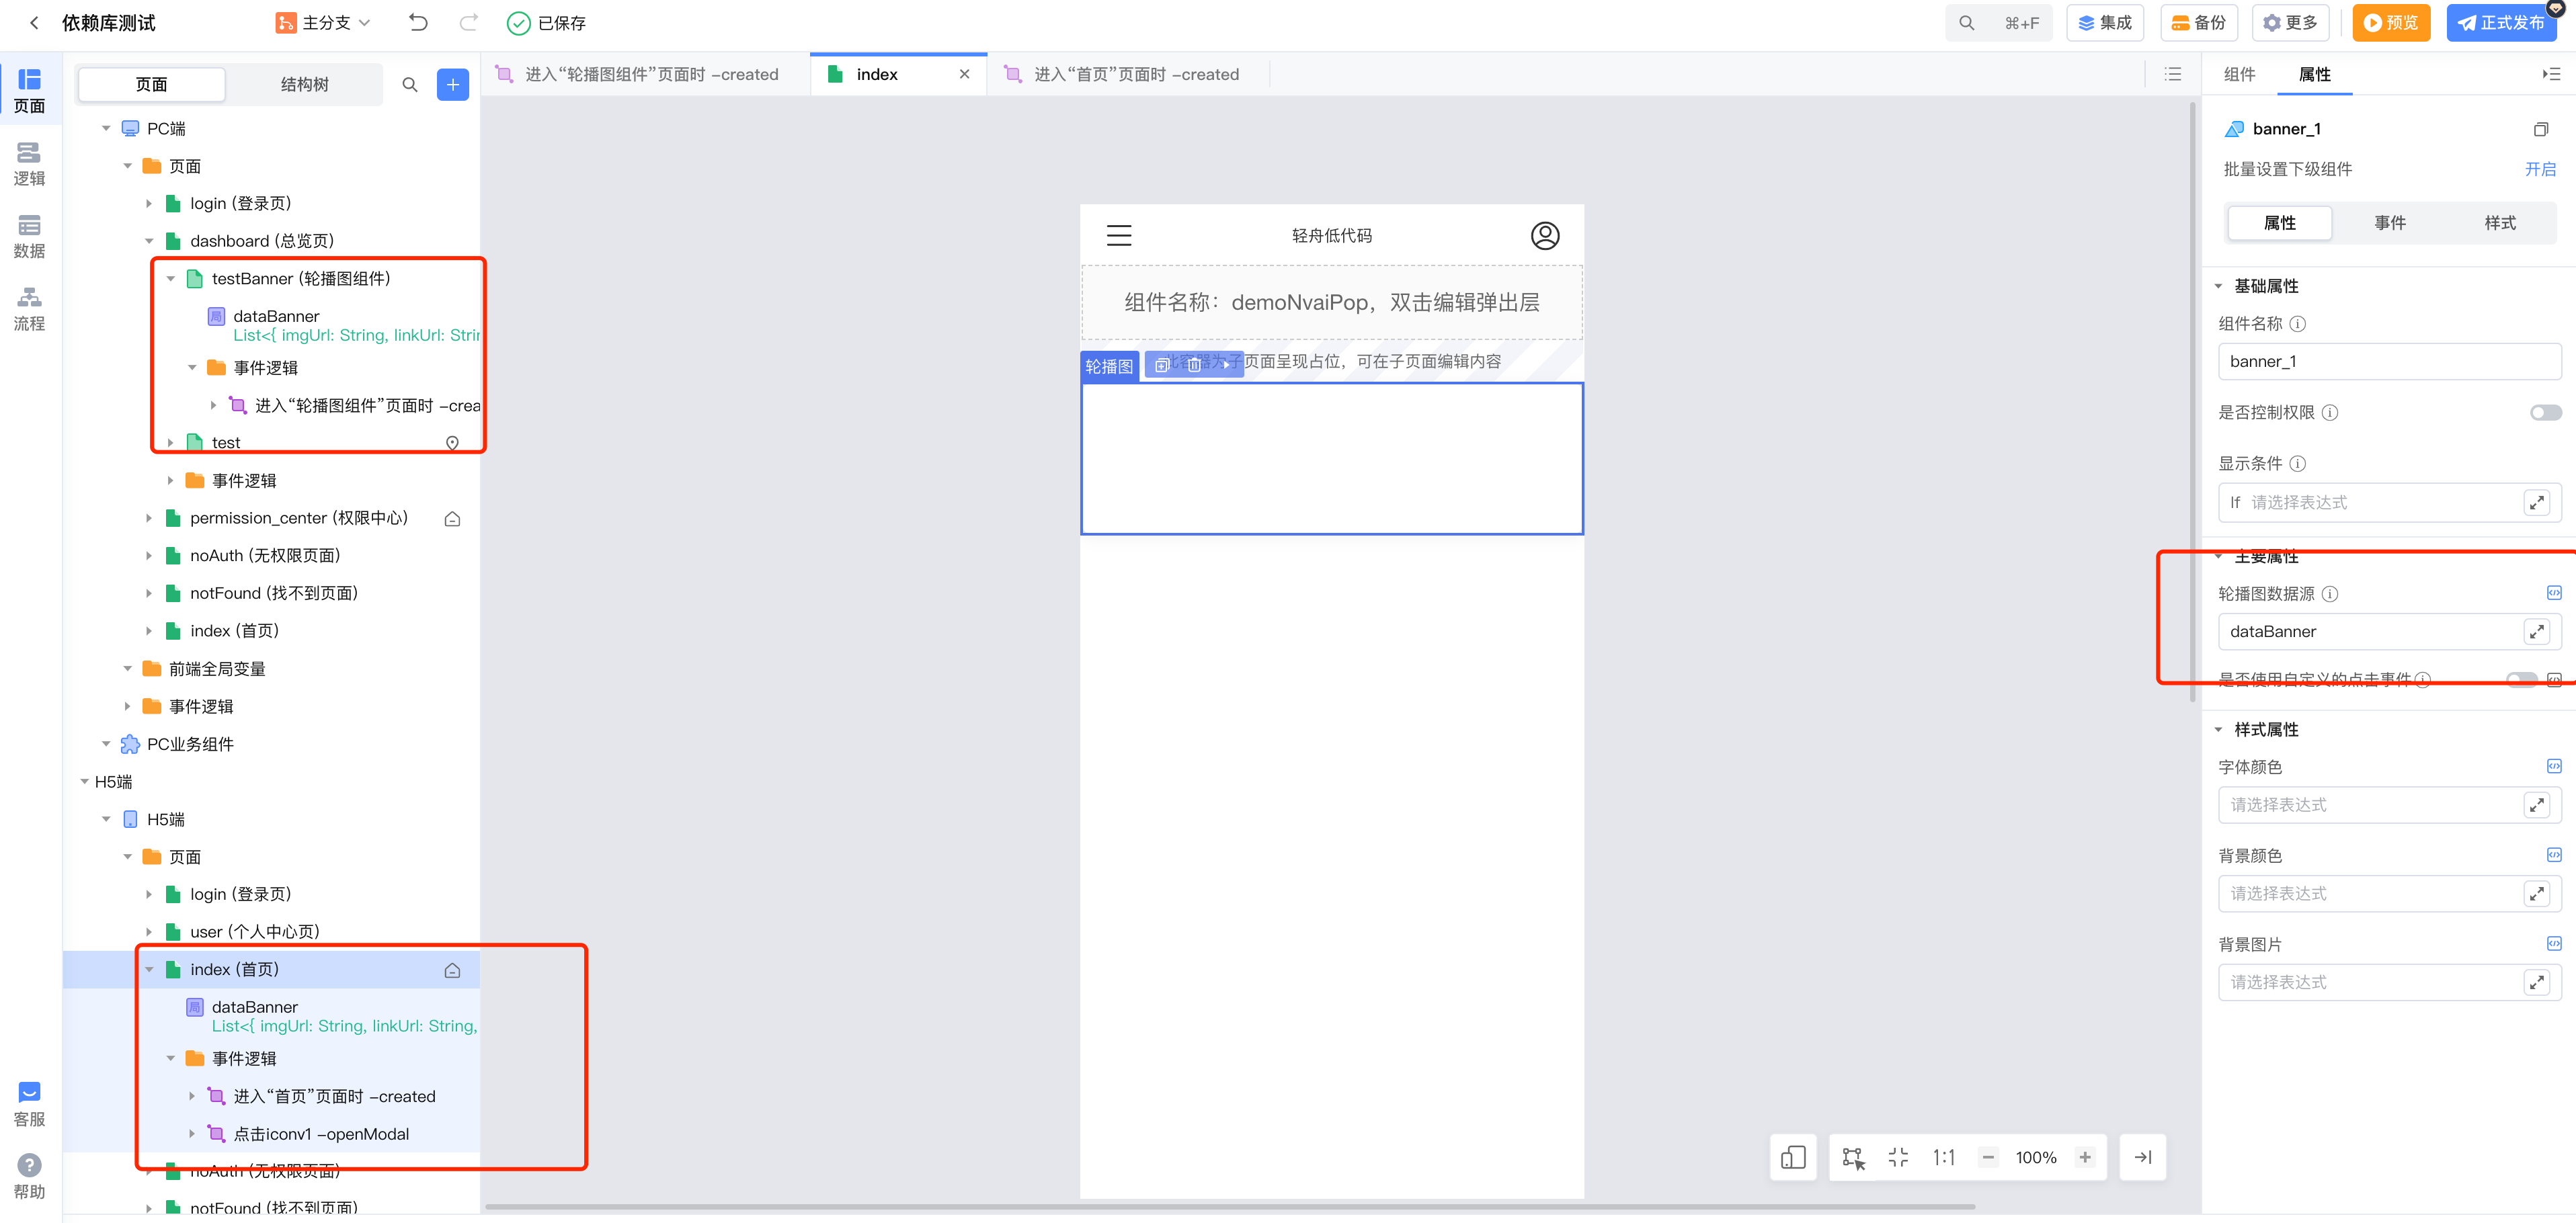 依赖库测试
主分支
已保存
⌘+F
集成
备份
更多
预览
正式发布
页面
逻辑
数据
流程
客服
帮助
页面
结构树
PC端
页面
login (登录页)
dashboard (总览页)
testBanner (轮播图组件)
局 dataBanner
List<{ imgUrl: String, linkUrl: Strin
事件逻辑
进入“轮播图组件”页面时 –crea
test
事件逻辑
permission_center (权限中心)
noAuth (无权限页面)
notFound (找不到页面)
index (首页)
前端全局变量
事件逻辑
PC业务组件
H5端
H5端
页面
login (登录页)
user (个人中心页)
index (首页)
局 dataBanner
List<{ imgUrl: String, linkUrl: String,
事件逻辑
进入“首页”页面时 –created
点击iconv1 –openModal
noAuth (无权限页面)
notFound (找不到页面)
进入“轮播图组件”页面时 –created
index
进入“首页”页面时 –created
轻舟低代码
组件名称：demoNvaiPop，双击编辑弹出层
此容器为子页面呈现占位，可在子页面编辑内容
轮播图
1:1
100%
组件
属性
banner_1
批量设置下级组件
开启
属性
事件
样式
基础属性
组件名称
banner_1
是否控制权限
显示条件
If 请选择表达式
主要属性
轮播图数据源
dataBanner
是否使用自定义的点击事件
样式属性
字体颜色
请选择表达式
背景颜色
请选择表达式
背景图片
请选择表达式